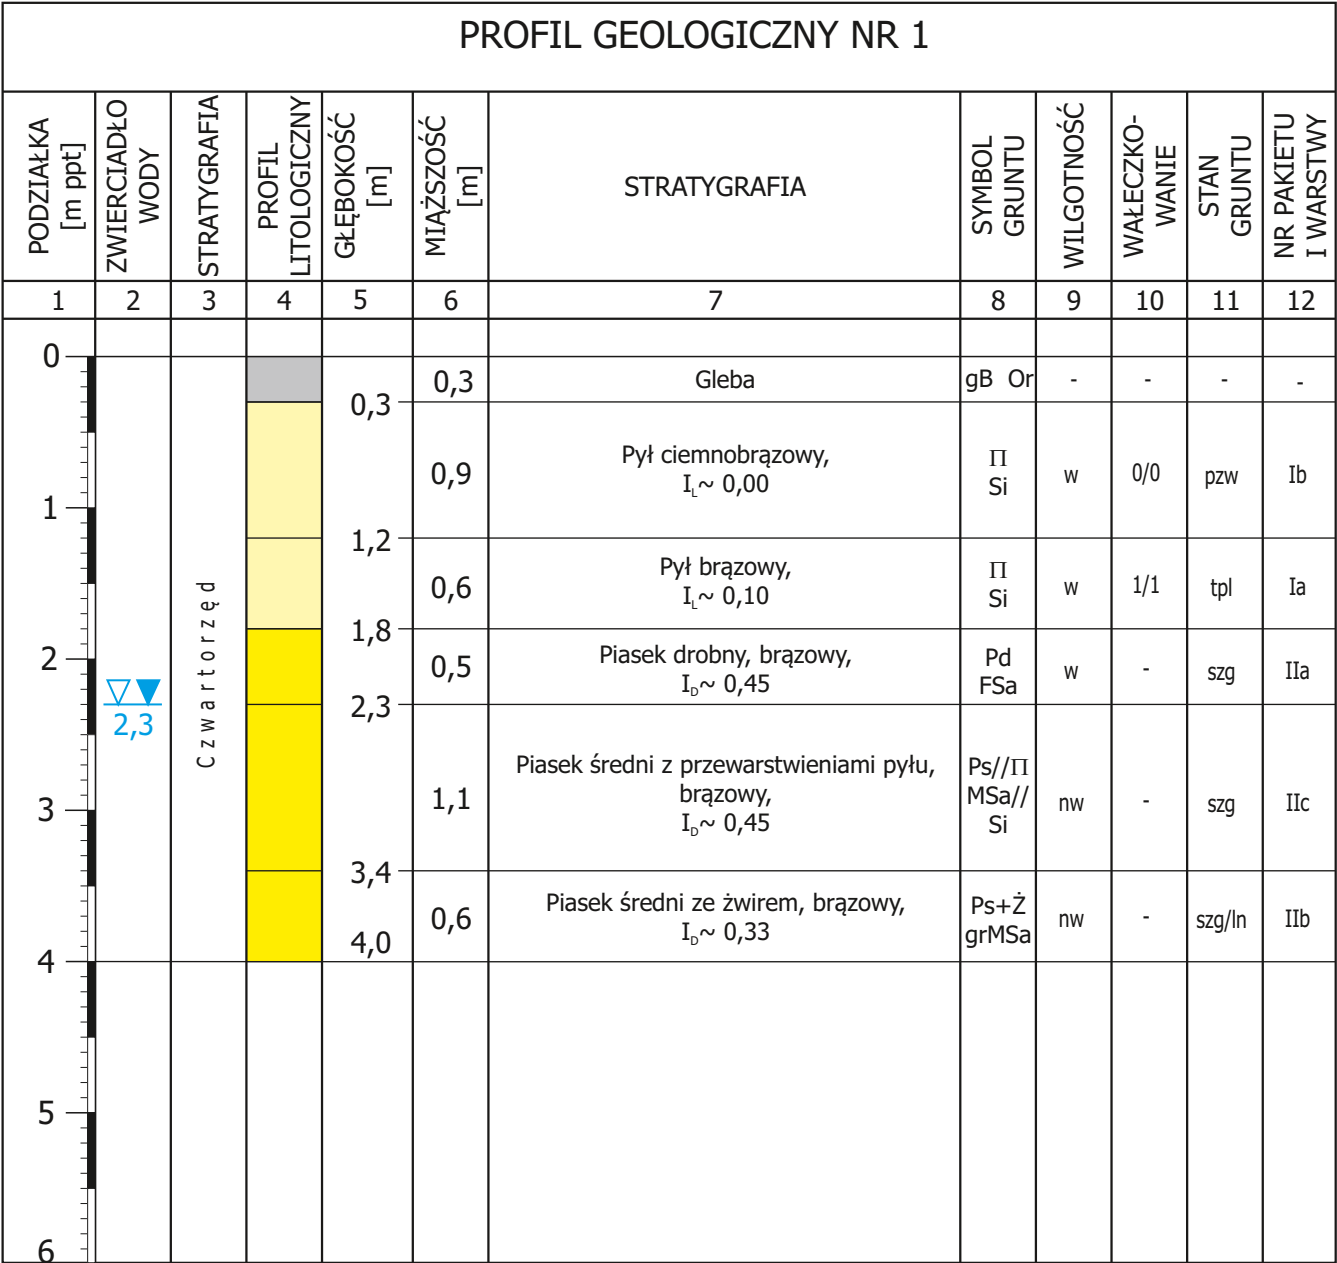 PROFIL GEOLOGICZNY NR 1
PODZIAŁKA
[m ppt]
ZWIERCIADŁO
WODY
STRATYGRAFIA
PROFIL
LITOLOGICZNY
GŁĘBOKOŚĆ
[m]
MIĄŻSZOŚĆ
[m]
STRATYGRAFIA
SYMBOL
GRUNTU
WILGOTNOŚĆ
WAŁECZKO-
WANIE
STAN
GRUNTU
NR PAKIETU
I WARSTWY
1 2 3 4 5 6 7 8 9 10 11 12
0
0,3 Gleba gB Or - - - -
0,3
Pył ciemnobrązowy,
0,9 IL~ 0,00 Π
Si w 0/0 pzw Ib
1
1,2
Pył brązowy,
0,6 IL~ 0,10 Π
Si w 1/1 tpl Ia
Czwartorzęd
1,8
2
Piasek drobny, brązowy,
0,5 ID~ 0,45 Pd
FSa w - szg IIa
2,3
2,3
Piasek średni z przewarstwieniami pyłu,
brązowy,
1,1 ID~ 0,45 Ps//Π
MSa//
Si nw - szg IIc
3
3,4
Piasek średni ze żwirem, brązowy,
0,6 ID~ 0,33 Ps+Ż
grMSa nw - szg/ln IIb
4,0
4
5
6